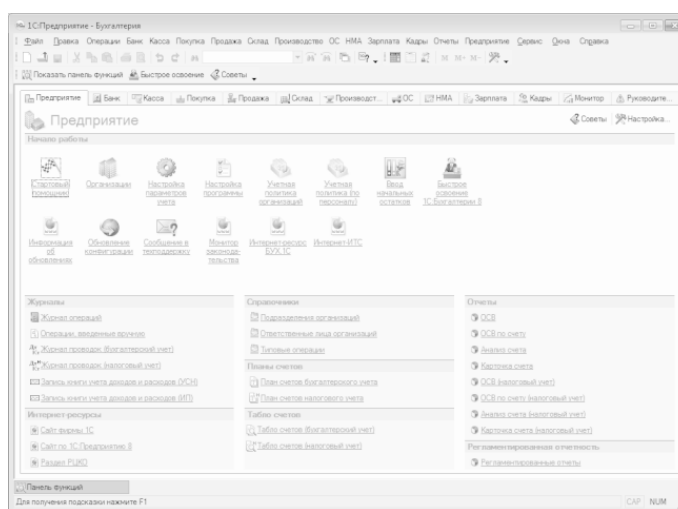 1С:Предприятие - Бухгалтерия
Файл Правка Операции Банк Касса Покупка Продажа Склад Производство ОС НМА Зарплата Кадры Отчеты Предприятие Сервис Окна Справка
M M+ M-
Показать панель функций Быстрое освоение Советы
Предприятие Банк Касса Покупка Продажа Склад Производст... ОС НМА Зарплата Кадры Монитор Руководите...
Предприятие Советы Настройка...
Начало работы
Стартовый помощник
Организации
Настройка параметров учета
Настройка программы
Учетная политика организаций
Учетная политика (по персоналу)
Ввод начальных остатков
Быстрое освоение 1С:Бухгалтерии 8
Информация об обновлениях
Обновление конфигурации
Сообщение в техподдержку
Монитор законода-тельства
Интернет-ресурс БУХ.1С
Интернет-ИТС
Журналы
Журнал операций
Операции, введенные вручную
Журнал проводок (бухгалтерский учет)
Журнал проводок (налоговый учет)
Запись книги учета доходов и расходов (УСН)
Запись книги учета доходов и расходов (ИП)
Интернет-ресурсы
Сайт фирмы 1С
Сайт по 1С:Предприятию 8
Раздел РЦКО
Справочники
Подразделения организаций
Ответственные лица организаций
Типовые операции
Планы счетов
План счетов бухгалтерского учета
План счетов налогового учета
Табло счетов
Табло счетов (бухгалтерский учет)
Табло счетов (налоговый учет)
Отчеты
ОСВ
ОСВ по счету
Анализ счета
Карточка счета
ОСВ (налоговый учет)
ОСВ по счету (налоговый учет)
Анализ счета (налоговый учет)
Карточка счета (налоговый учет)
Регламентированная отчетность
Регламентированные отчеты
Панель функций
Для получения подсказки нажмите F1
CAP NUM